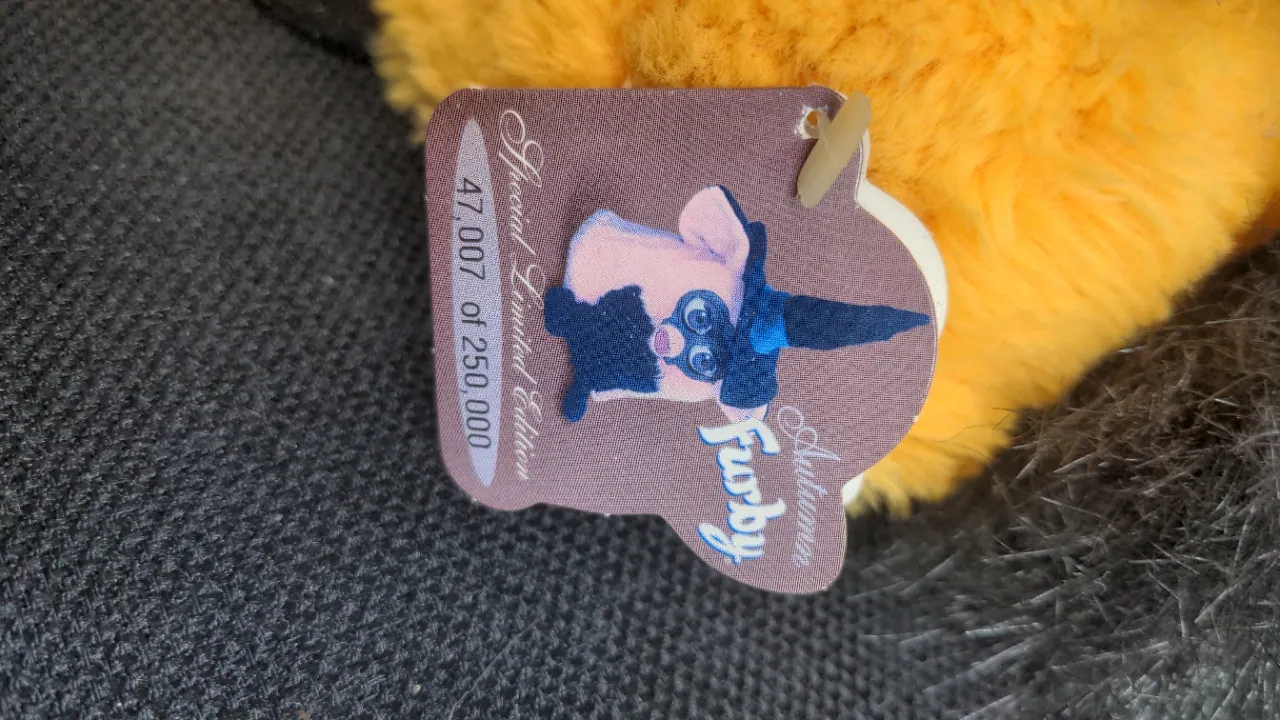 Autumn
Furby
Special Limited Edition
47,007 of 250,000